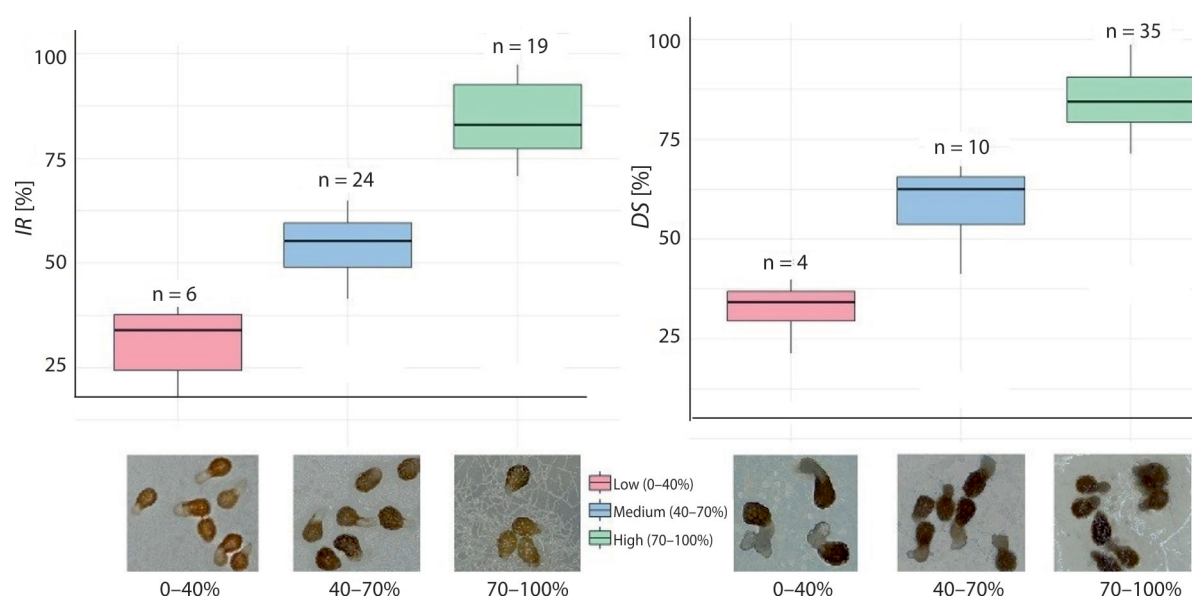 n = 19
100
75
n = 24
IR [%]
50
n = 6
25
n = 35
100
75
n = 10
DS [%]
50
n = 4
25
Low (0–40%)
Medium (40–70%)
High (70–100%)
0–40%
40–70%
70–100%
0–40%
40–70%
70–100%